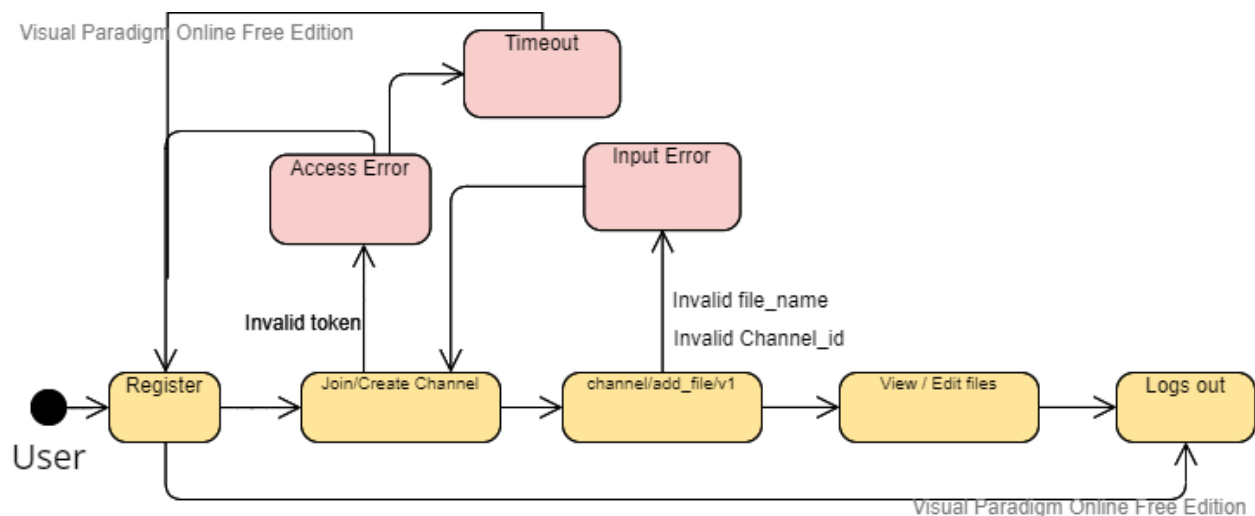 Visual Paradigm Online Free Edition
Timeout
Access Error
Input Error
Invalid token
Invalid file_name
Invalid Channel_id
User
Register
Join/Create Channel
channel/add_file/v1
View / Edit files
Logs out
Visual Paradigm Online Free Edition